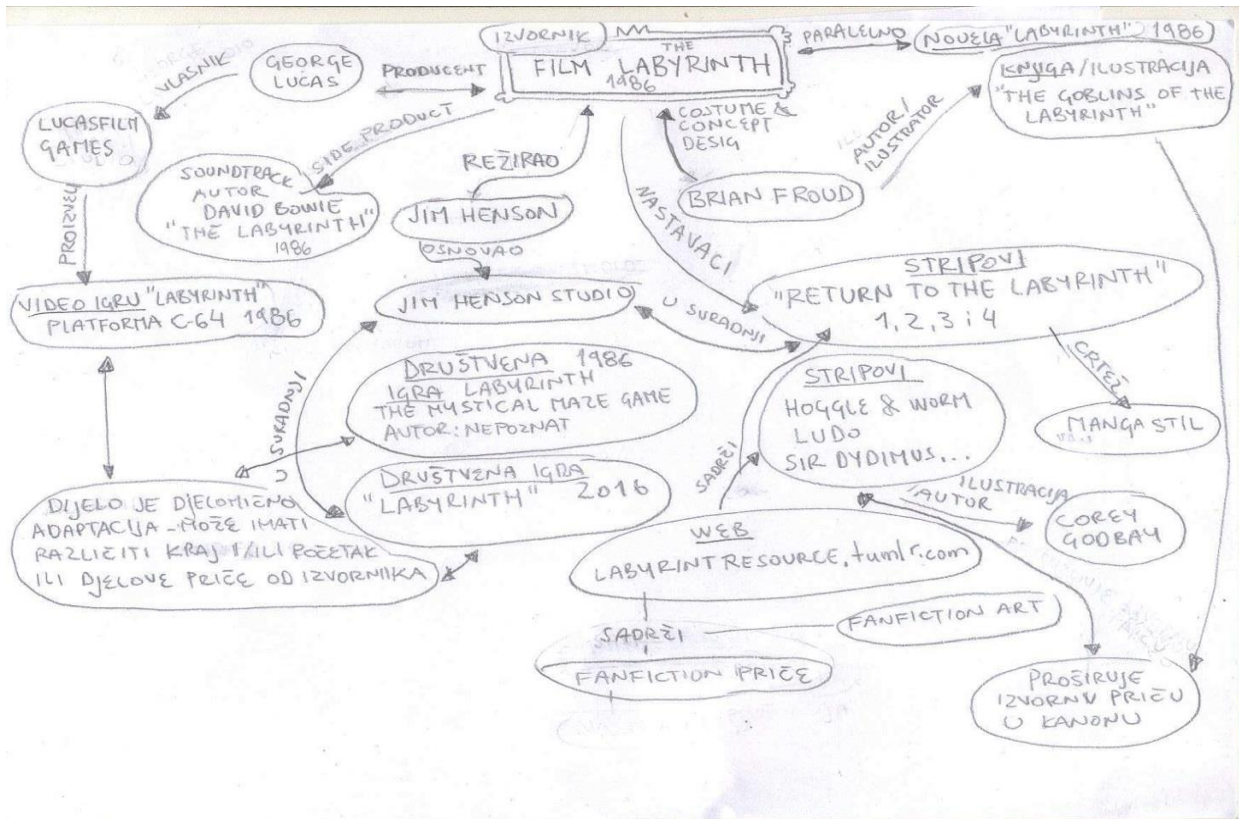 IZVORNIK
THE
FILM LABYRINTH
1986
PARALELNO
NOVELA "LABYRINTH" 1986
KNJIGA/ILUSTRACIJA
"THE GOBLINS OF THE
LABYRINTH"
AUTOR/
ILUSTRATOR
COSTUME &
CONCEPT
DESIG
BRIAN FROUD
GEORGE
LUCAS
PRODUCENT
VLASNIK
LUCASFILM
GAMES
SIDE PRODUCT
SOUNDTRACK
AUTOR
DAVID BOWIE
"THE LABYRINTH"
1986
REŽIRAO
JIM HENSON
OSNOVAO
JIM HENSON STUDIO
PROIZVEU
VIDEO IGRU "LABYRINTH"
PLATFORMA C-64 1986
NASTAVACI
STRIPOVI
"RETURN TO THE LABYRINTH"
1, 2, 3 i 4
U SURADNJI
CRTEŽ
MANGA STIL
U SURADNJI
DRUŠTVENA 1986
IGRA LABYRINTH
THE MYSTICAL MAZE GAME
AUTOR: NEPOZNAT
DRUŠTVENA IGRA
"LABYRINTH" 2016
STRIPOVI
HOGGLE & WORM
LUDO
SIR DYDIMUS...
SADRŽI
ILUSTRACIJA
/AUTOR
COREY
GODBAY
DIJELO JE DJELOMIČNO
ADAPTACIJA - MOŽE IMATI
RAZLIČITI KRAJ I/ILI POČETAK
ILI DJELOVE PRIČE OD IZVORNIKA
WEB
LABYRINTRESOURCE.tumlr.com
SADRŽI
FANFICTION ART
FANFICTION PRIČE
PROŠIRUJE
IZVORNU PRIČU
U KANONU